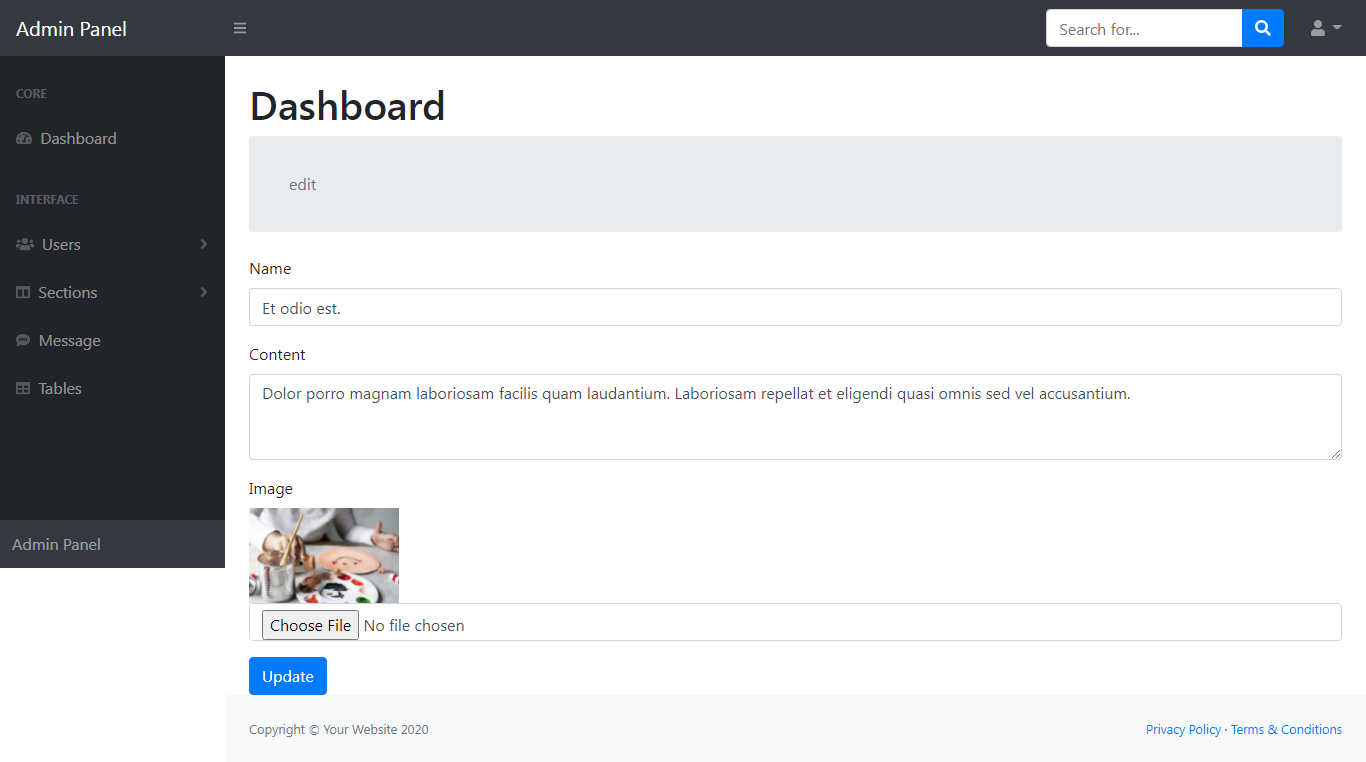 Admin Panel
Search for...
CORE
Dashboard
INTERFACE
Users
Sections
Message
Tables
Admin Panel
Dashboard
edit
Name
Et odio est.
Content
Dolor porro magnam laboriosam facilis quam laudantium. Laboriosam repellat et eligendi quasi omnis sed vel accusantium.
Image
Choose File No file chosen
Update
Copyright © Your Website 2020
Privacy Policy · Terms & Conditions